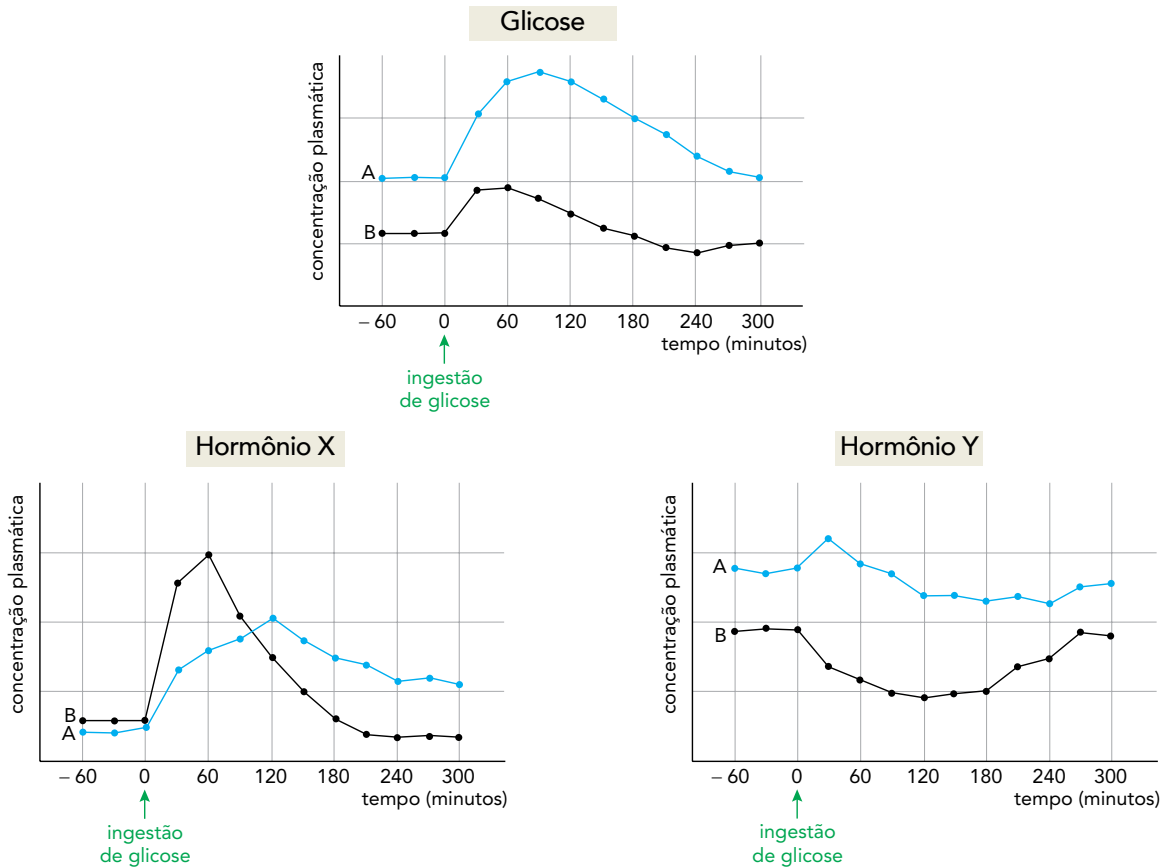 Glicose
concentração plasmática
A
B
– 60 0 60 120 180 240 300
tempo (minutos)
ingestão
de glicose
Hormônio X
concentração plasmática
B
A
– 60 0 60 120 240 300
tempo (minutos)
ingestão
de glicose
Hormônio Y
concentração plasmática
A
B
– 60 0 60 120 180 240 300
tempo (minutos)
ingestão
de glicose